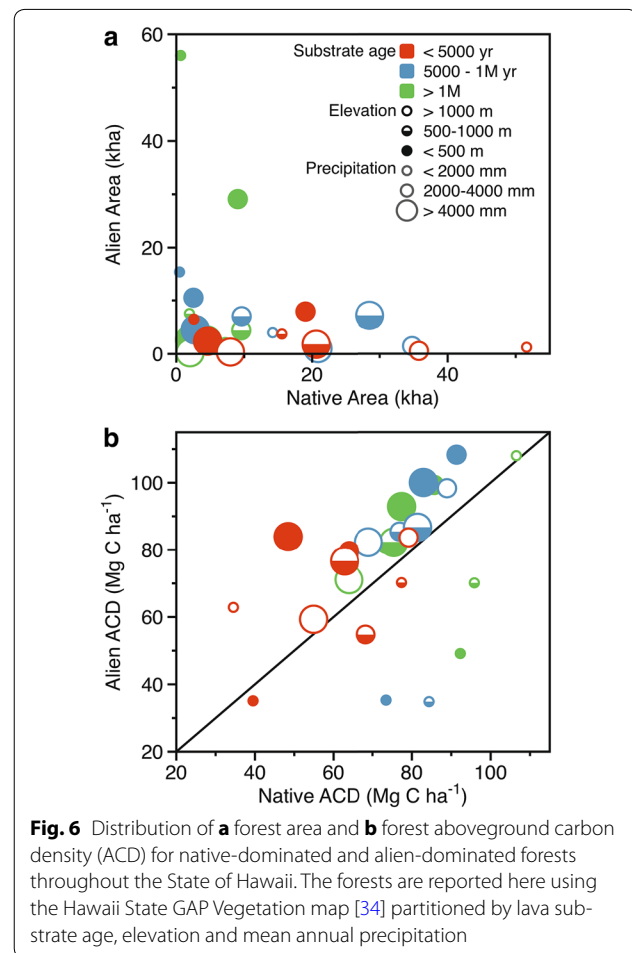 a
60
40
20
0
Alien Area (kha)
0
20
40
Native Area (kha)
Substrate age
< 5000 yr
5000 - 1M yr
> 1M
Elevation
> 1000 m
500-1000 m
< 500 m
Precipitation
< 2000 mm
2000-4000 mm
> 4000 mm
b
100
80
60
40
20
Alien ACD (Mg C ha⁻¹)
20
40
60
80
100
Native ACD (Mg C ha⁻¹)
Fig. 6 Distribution of a forest area and b forest aboveground carbon
density (ACD) for native-dominated and alien-dominated forests
throughout the State of Hawaii. The forests are reported here using
the Hawaii State GAP Vegetation map [34] partitioned by lava sub-
strate age, elevation and mean annual precipitation